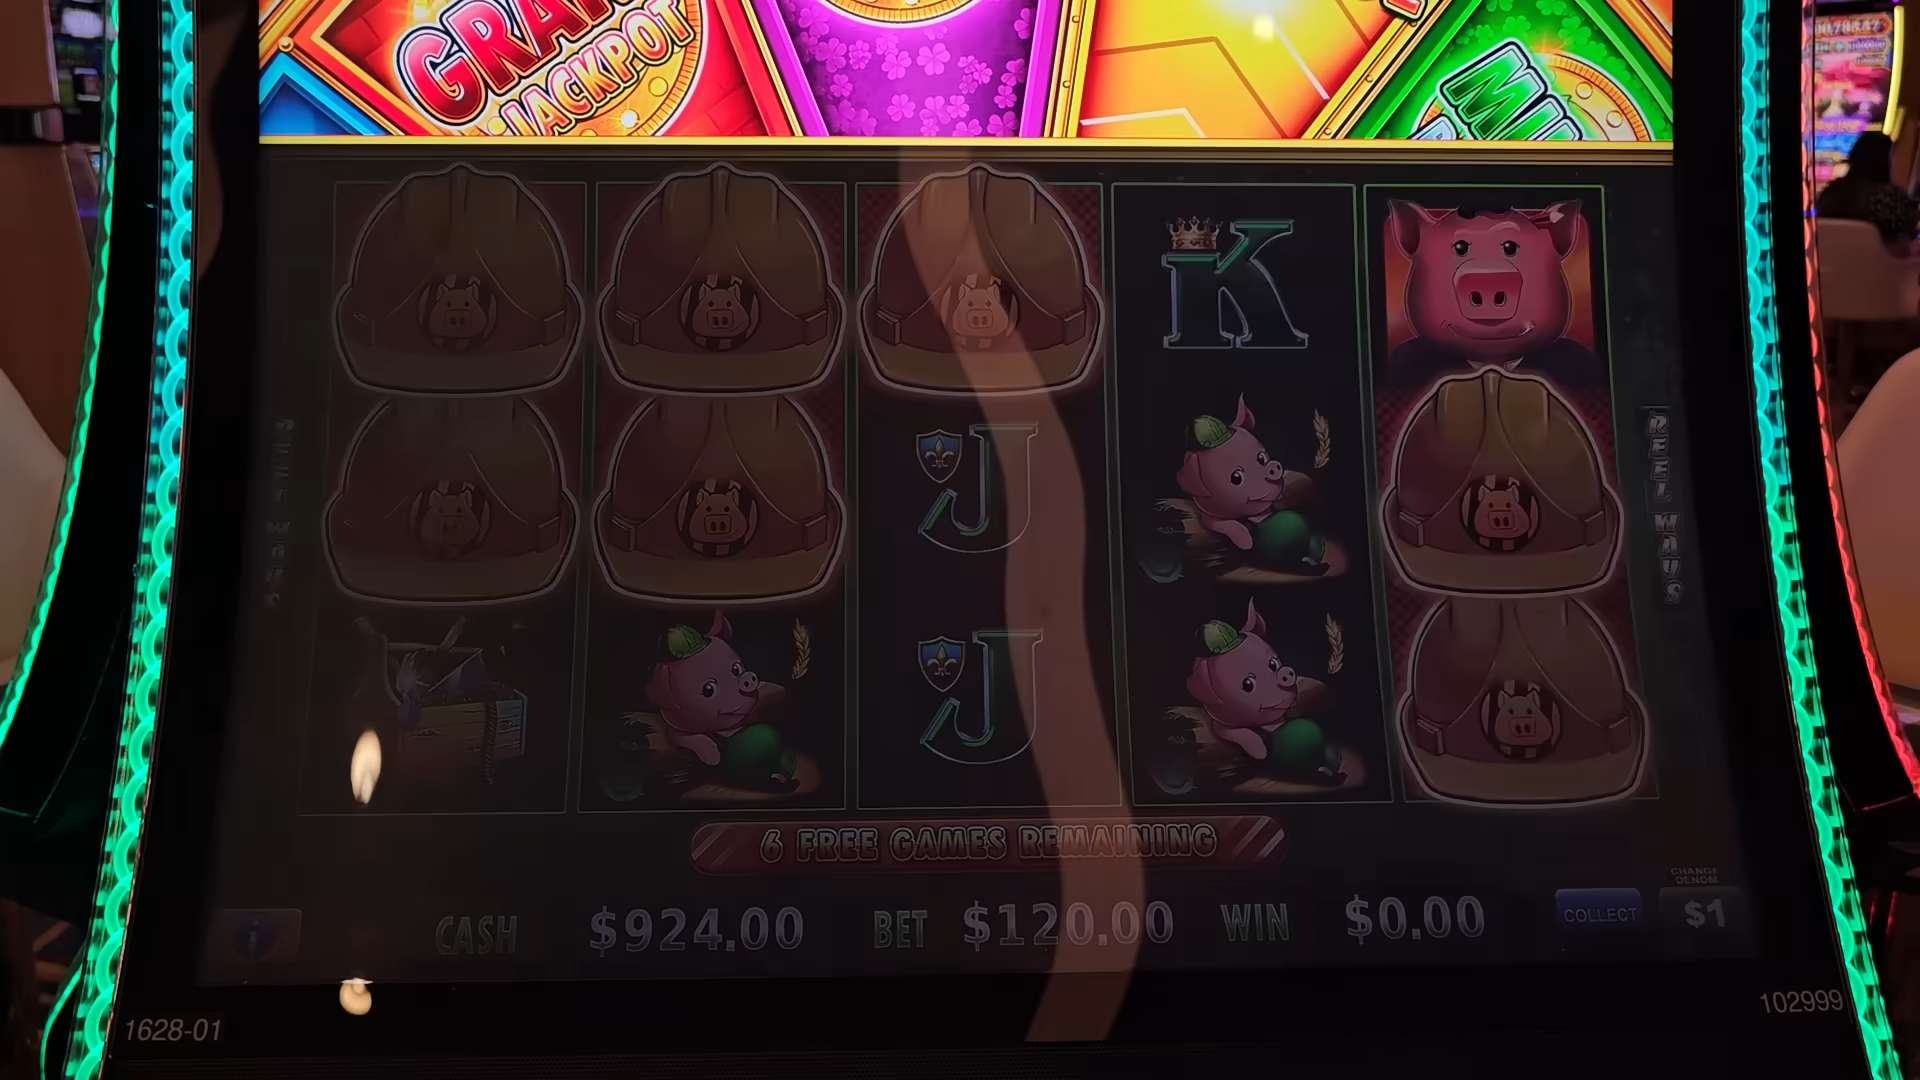 GRAN
JACKPOT
K
J
REEL WAYS
J
6 FREE GAMES REMAINING
CHANGE
DENOM
CASH $924.00 BET $120.00 WIN $0.00 COLLECT $1
1628-01
102999